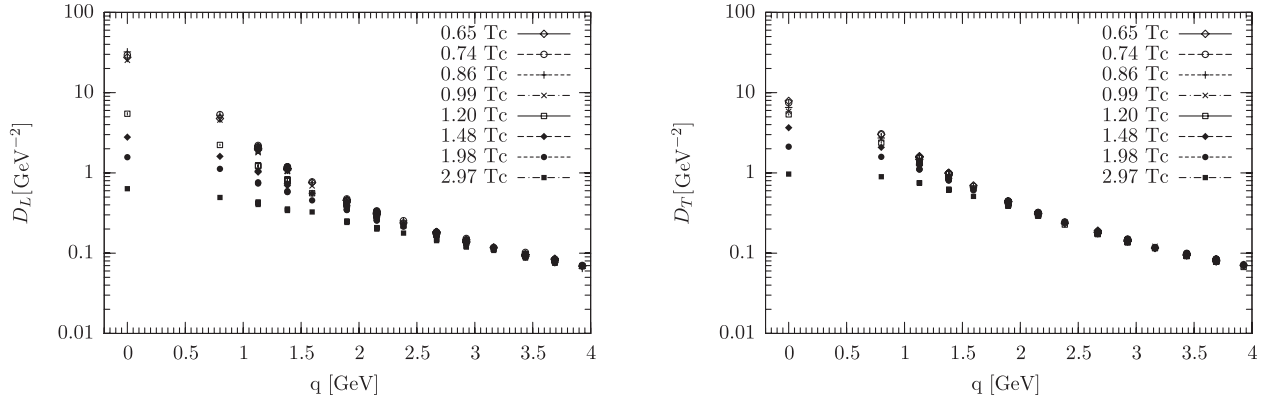 100
10
1
0.1
0.01
D_L [GeV⁻²]
0.65 Tc
0.74 Tc
0.86 Tc
0.99 Tc
1.20 Tc
1.48 Tc
1.98 Tc
2.97 Tc
0 0.5 1 1.5 2 2.5 3 3.5 4
q [GeV]
100
10
1
0.1
0.01
D_T [GeV⁻²]
0.65 Tc
0.74 Tc
0.86 Tc
0.99 Tc
1.20 Tc
1.48 Tc
1.98 Tc
2.97 Tc
0 0.5 1 1.5 2 2.5 3 3.5 4
q [GeV]